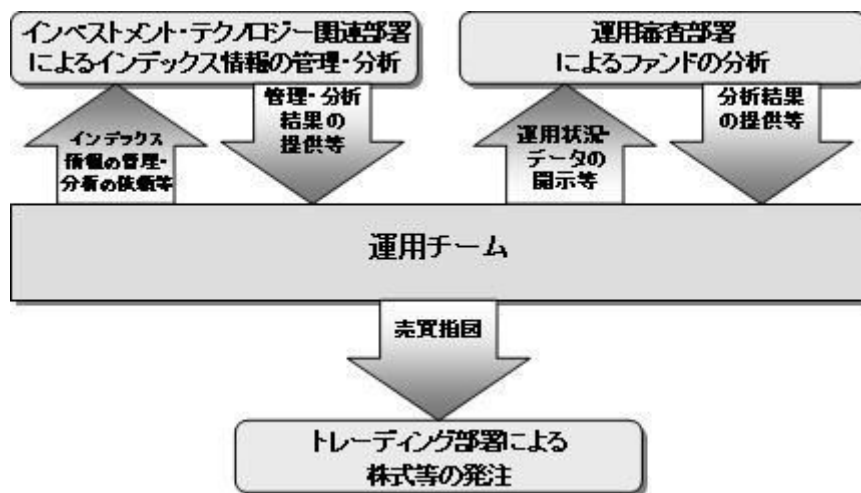 インベストメント・テクノロジー関連部署
によるインデックス情報の管理・分析
運用審査部署
によるファンドの分析
インデックス
情報の管理・
分析の依頼等
管理・分析
結果の
提供等
運用状況・
データの
開示等
分析結果
の提供等
運用チーム
売買指図
トレーディング部署による
株式等の発注